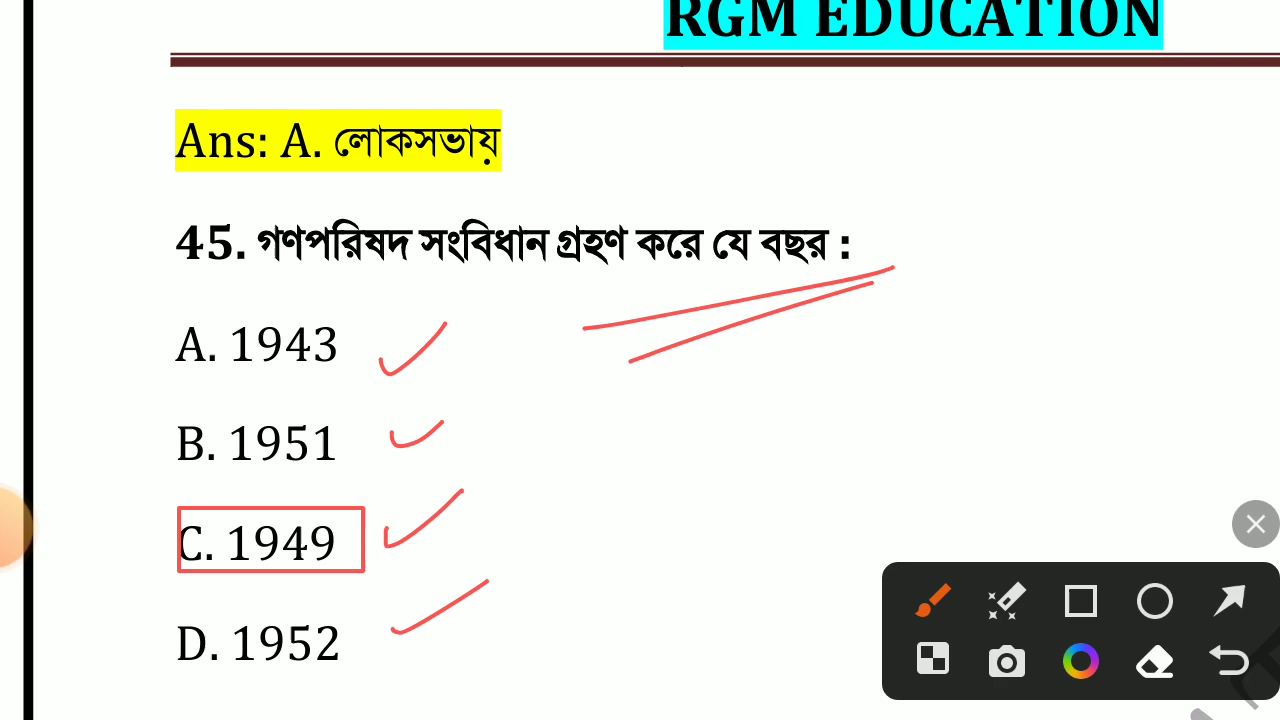 RGM EDUCATION
Ans: A. লোকসভায়
45. গণপরিষদ সংবিধান গ্রহণ করে যে বছর :
A. 1943
B. 1951
C. 1949
D. 1952